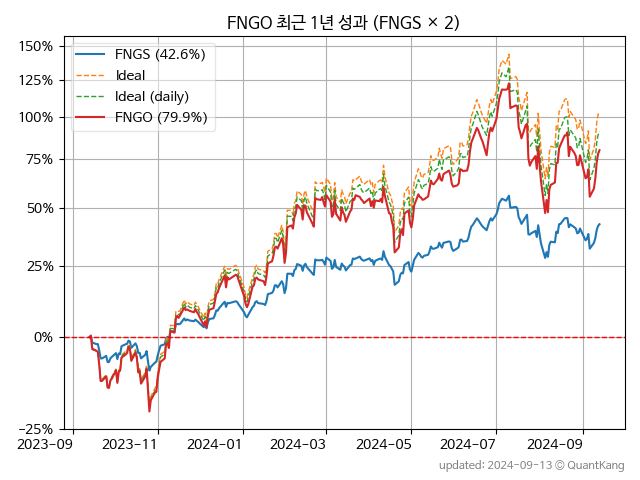 FNGO 최근 1년 성과 (FNGS × 2)
150%
125%
100%
75%
50%
25%
0%
−25%
FNGS (42.6%)
Ideal
Ideal (daily)
FNGO (79.9%)
2023-09
2023-11
2024-01
2024-03
2024-05
2024-07
2024-09
updated: 2024-09-13 ⓒ QuantKang